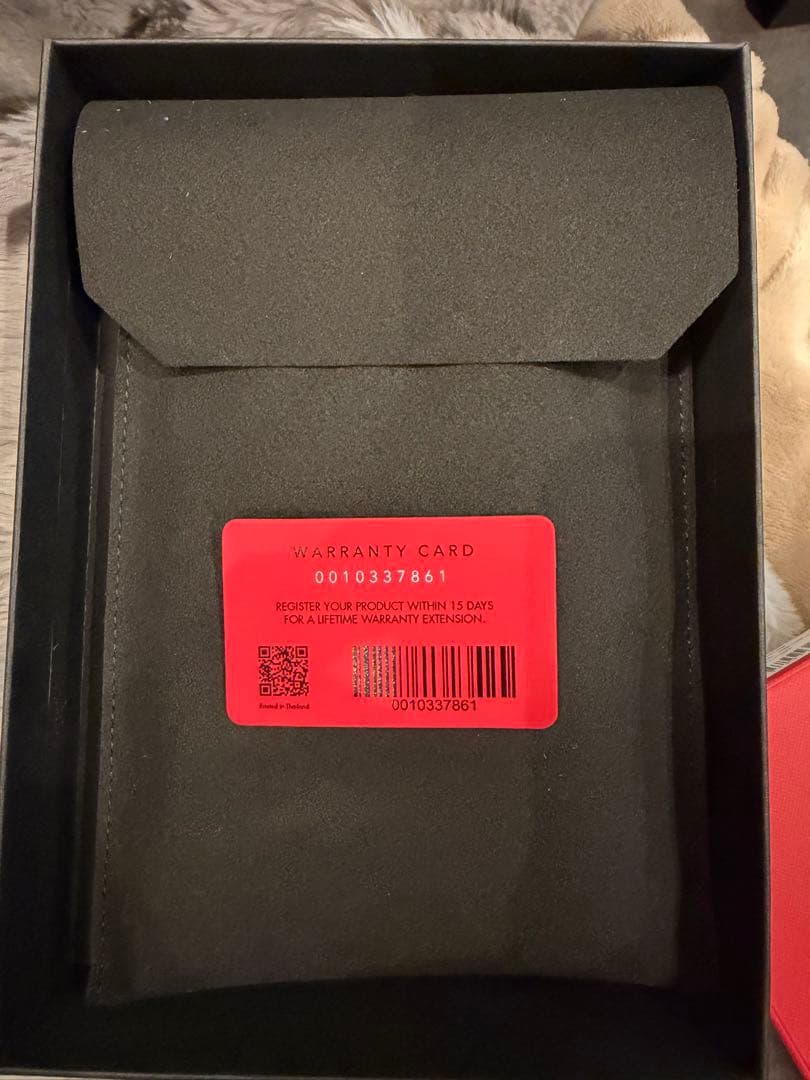 WARRANTY CARD
0010337861
REGISTER YOUR PRODUCT WITHIN 15 DAYS
FOR A LIFETIME WARRANTY EXTENSION.
Printed in Thailand
0010337861